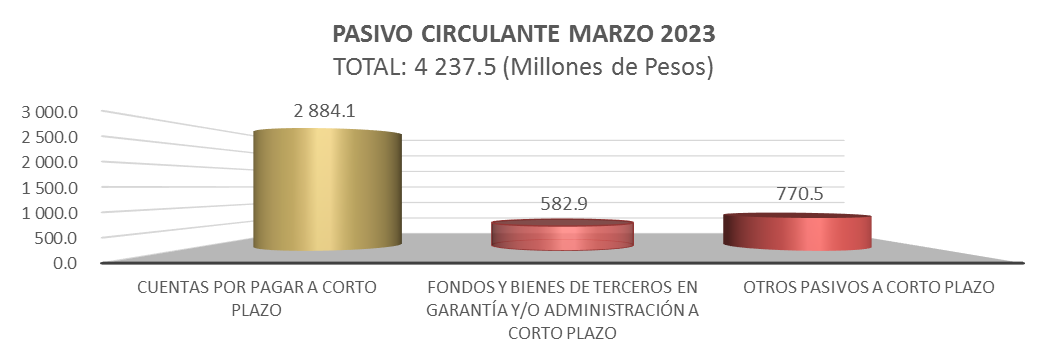 PASIVO CIRCULANTE MARZO 2023
TOTAL: 4 237.5 (Millones de Pesos)
3 000.0
2 500.0
2 000.0
1 500.0
1 000.0
500.0
0.0
2 884.1
582.9
770.5
CUENTAS POR PAGAR A CORTO
PLAZO
FONDOS Y BIENES DE TERCEROS EN
GARANTÍA Y/O ADMINISTRACIÓN A
CORTO PLAZO
OTROS PASIVOS A CORTO PLAZO